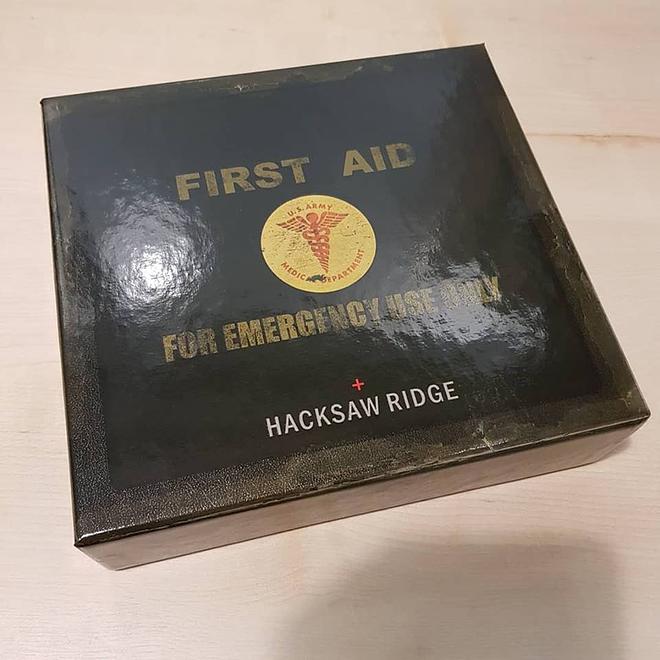 FIRST AID
U.S. ARMY
MEDICAL DEPARTMENT
FOR EMERGENCY USE ONLY
HACKSAW RIDGE